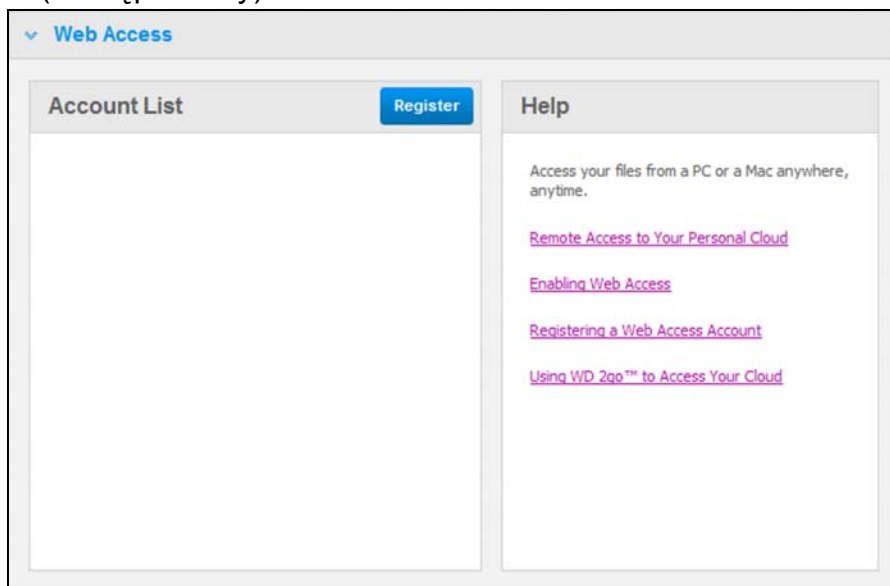 Web Access
Account List
Register
Help
Access your files from a PC or a Mac anywhere,
anytime.
Remote Access to Your Personal Cloud
Enabling Web Access
Registering a Web Access Account
Using WD 2go™ to Access Your Cloud